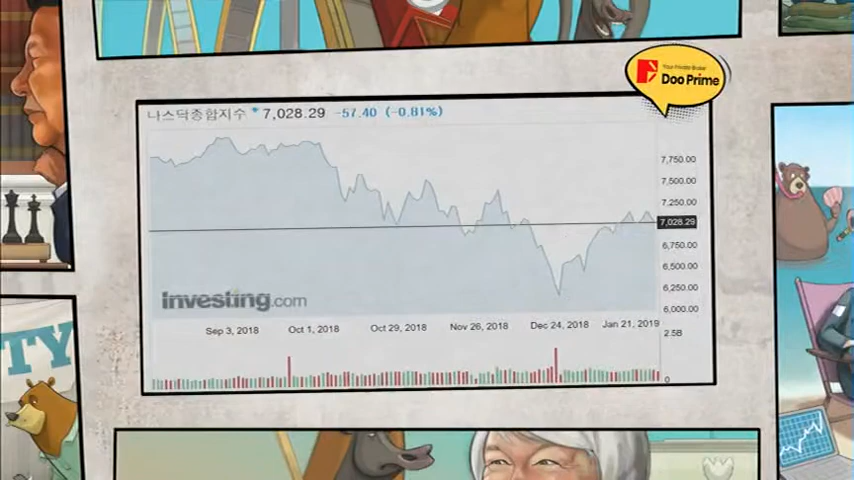 Your Private Broker
Doo Prime
나스닥종합지수 * 7,028.29 -57.40 (-0.81%)
7,750.00
7,500.00
7,250.00
7,028.29
6,750.00
6,500.00
6,250.00
6,000.00
Investing.com
Sep 3, 2018 Oct 1, 2018 Oct 29, 2018 Nov 26, 2018 Dec 24, 2018 Jan 21, 2019
2.58
0
TY